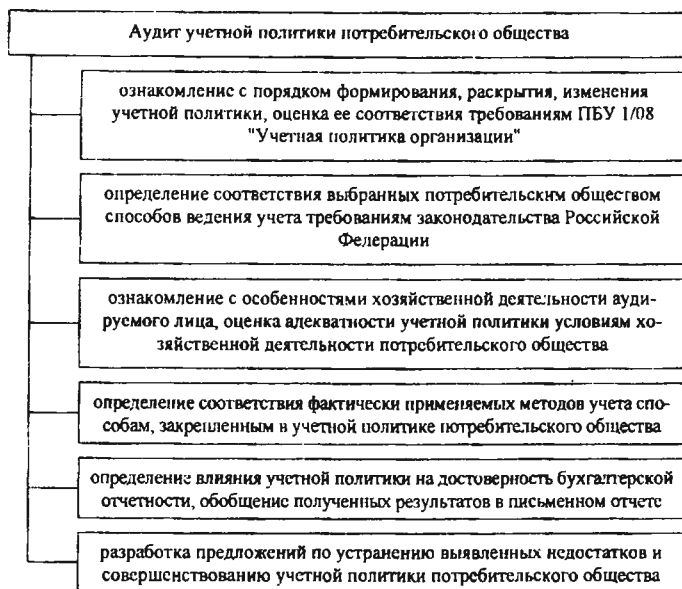 Аудит учетной политики потребительского общества
ознакомление с порядком формирования, раскрытия, изменения
учетной политики, оценка ее соответствия требованиям ПБУ 1/08
"Учетная политика организации"
определение соответствия выбранных потребительским обществом
способов ведения учета требованиям законодательства Российской
Федерации
ознакомление с особенностями хозяйственной деятельности ауди-
руемого лица, оценка адекватности учетной политики условиям хо-
зяйственной деятельности потребительского общества
определение соответствия фактически применяемых методов учета спо-
собам, закрепленным в учетной политике потребительского общества
определение влияния учетной политики на достоверность бухгалтерской
отчетности, обобщение полученных результатов в письменном отчете
разработка предложений по устранению выявленных недостатков и
совершенствованию учетной политики потребительского общества